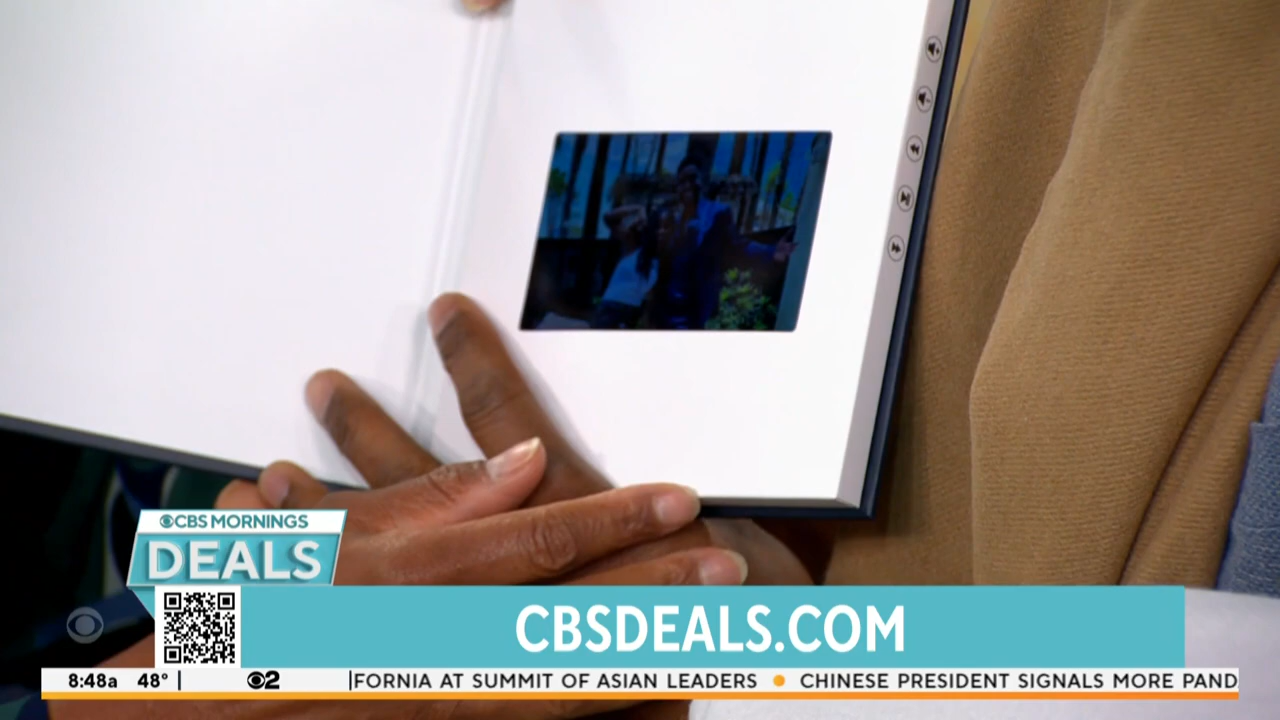 CBS MORNINGS
DEALS
CBSDEALS.COM
8:48a 48° 2 FORNIA AT SUMMIT OF ASIAN LEADERS CHINESE PRESIDENT SIGNALS MORE PAND